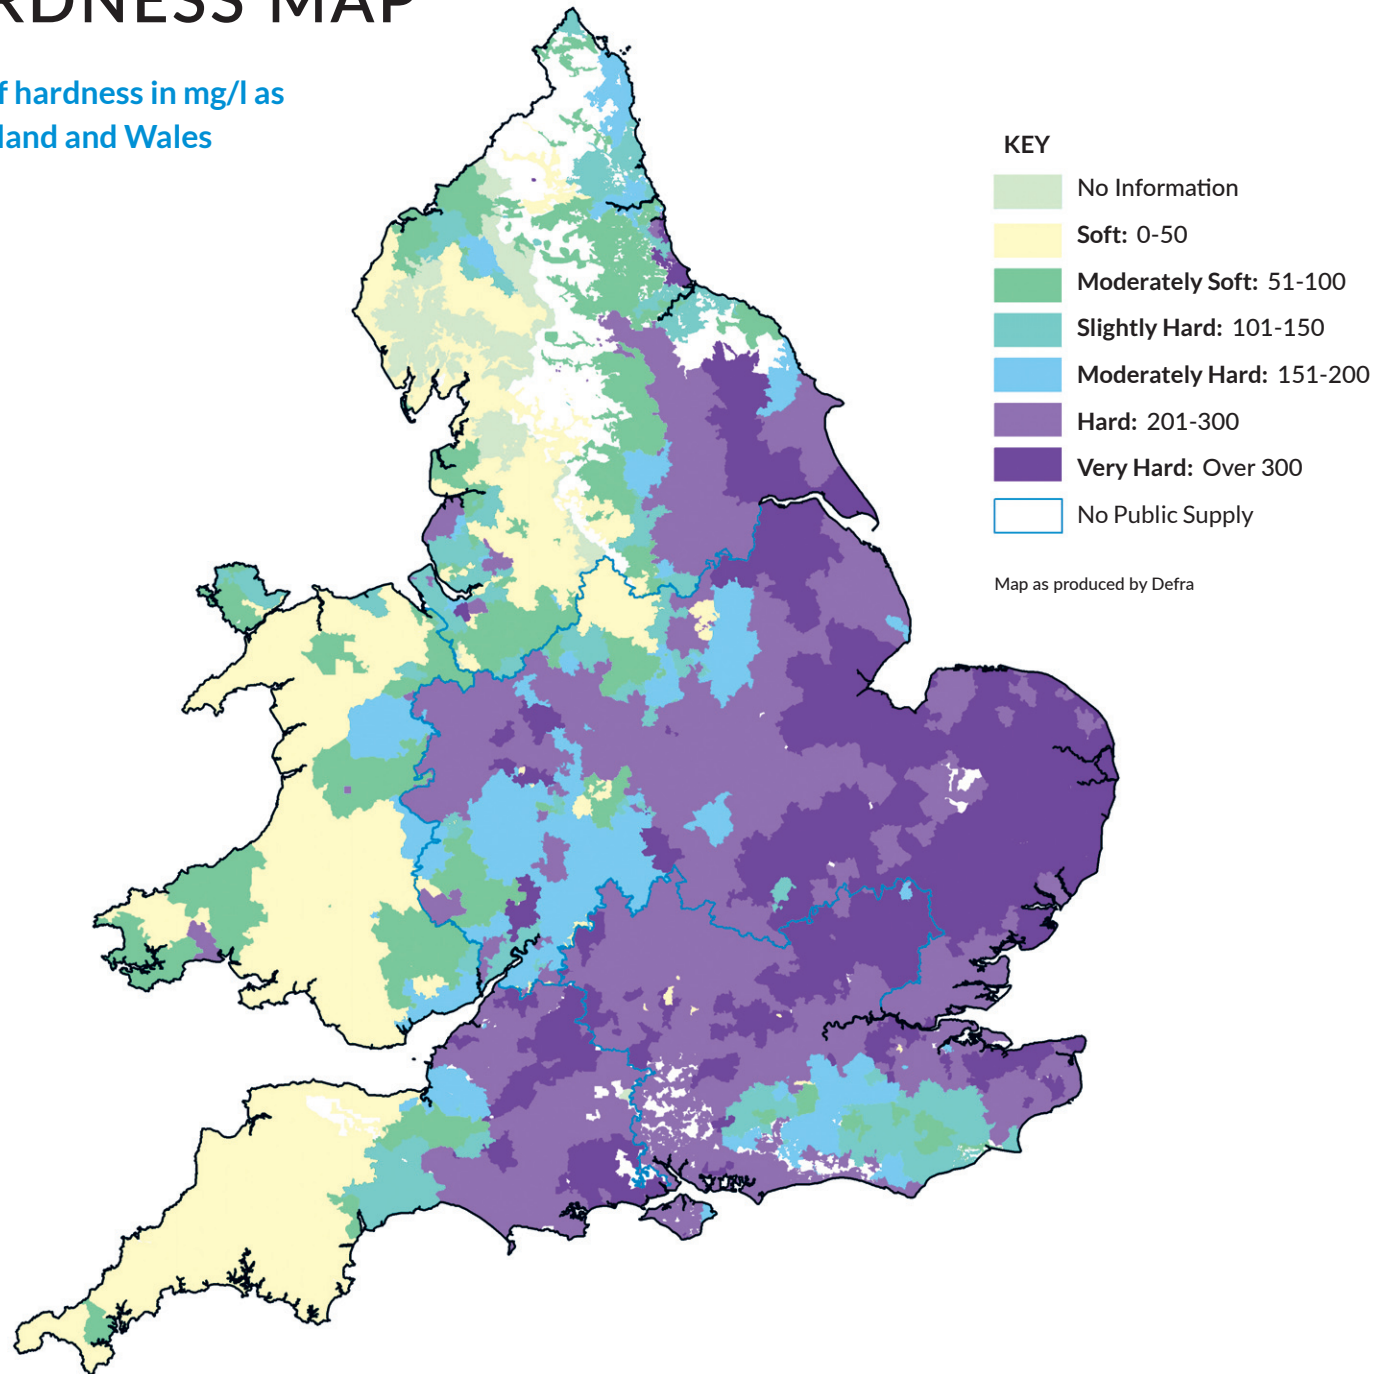 RDNESS MAP
f hardness in mg/l as
land and Wales
KEY
No Information
Soft: 0-50
Moderately Soft: 51-100
Slightly Hard: 101-150
Moderately Hard: 151-200
Hard: 201-300
Very Hard: Over 300
No Public Supply
Map as produced by Defra